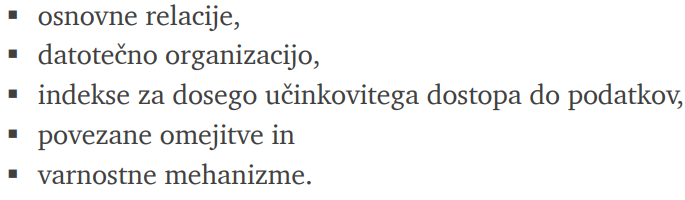 ▪ osnovne relacije,
▪ datotečno organizacijo,
▪ indekse za dosego učinkovitega dostopa do podatkov,
▪ povezane omejitve in
▪ varnostne mehanizme.